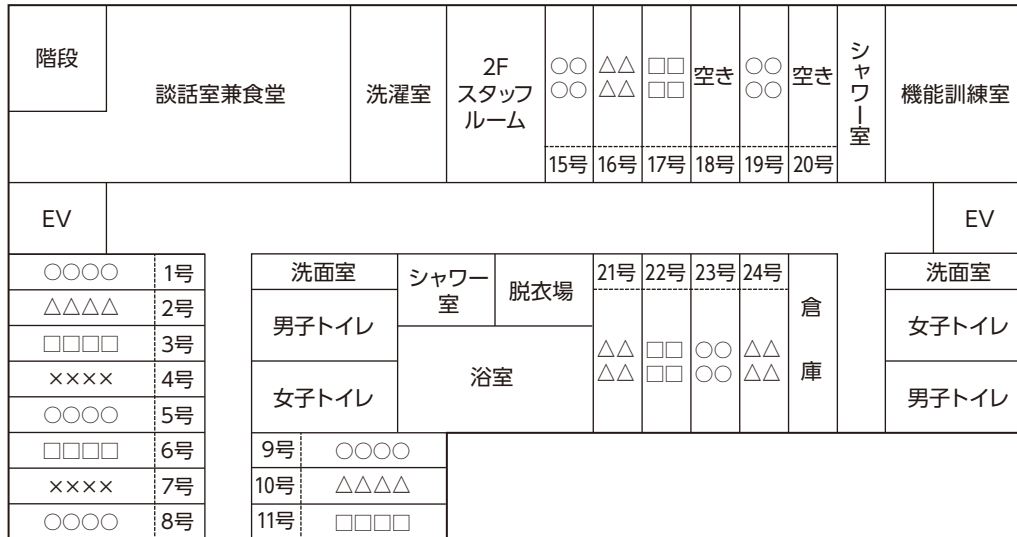 階段
談話室兼食堂
洗濯室
2F
スタッフ
ルーム
○○
○○
15号
△△
△△
16号
□□
□□
17号
空き
18号
○○
○○
19号
空き
20号
シャワー室
機能訓練室
EV
EV
○○○○ 1号
△△△△ 2号
□□□□ 3号
×××× 4号
○○○○ 5号
□□□□ 6号
×××× 7号
○○○○ 8号
洗面室
男子トイレ
女子トイレ
シャワー
室
脱衣場
浴室
21号
△△
△△
22号
□□
□□
23号
○○
○○
24号
△△
△△
倉
庫
洗面室
女子トイレ
男子トイレ
9号 ○○○○
10号 △△△△
11号 □□□□